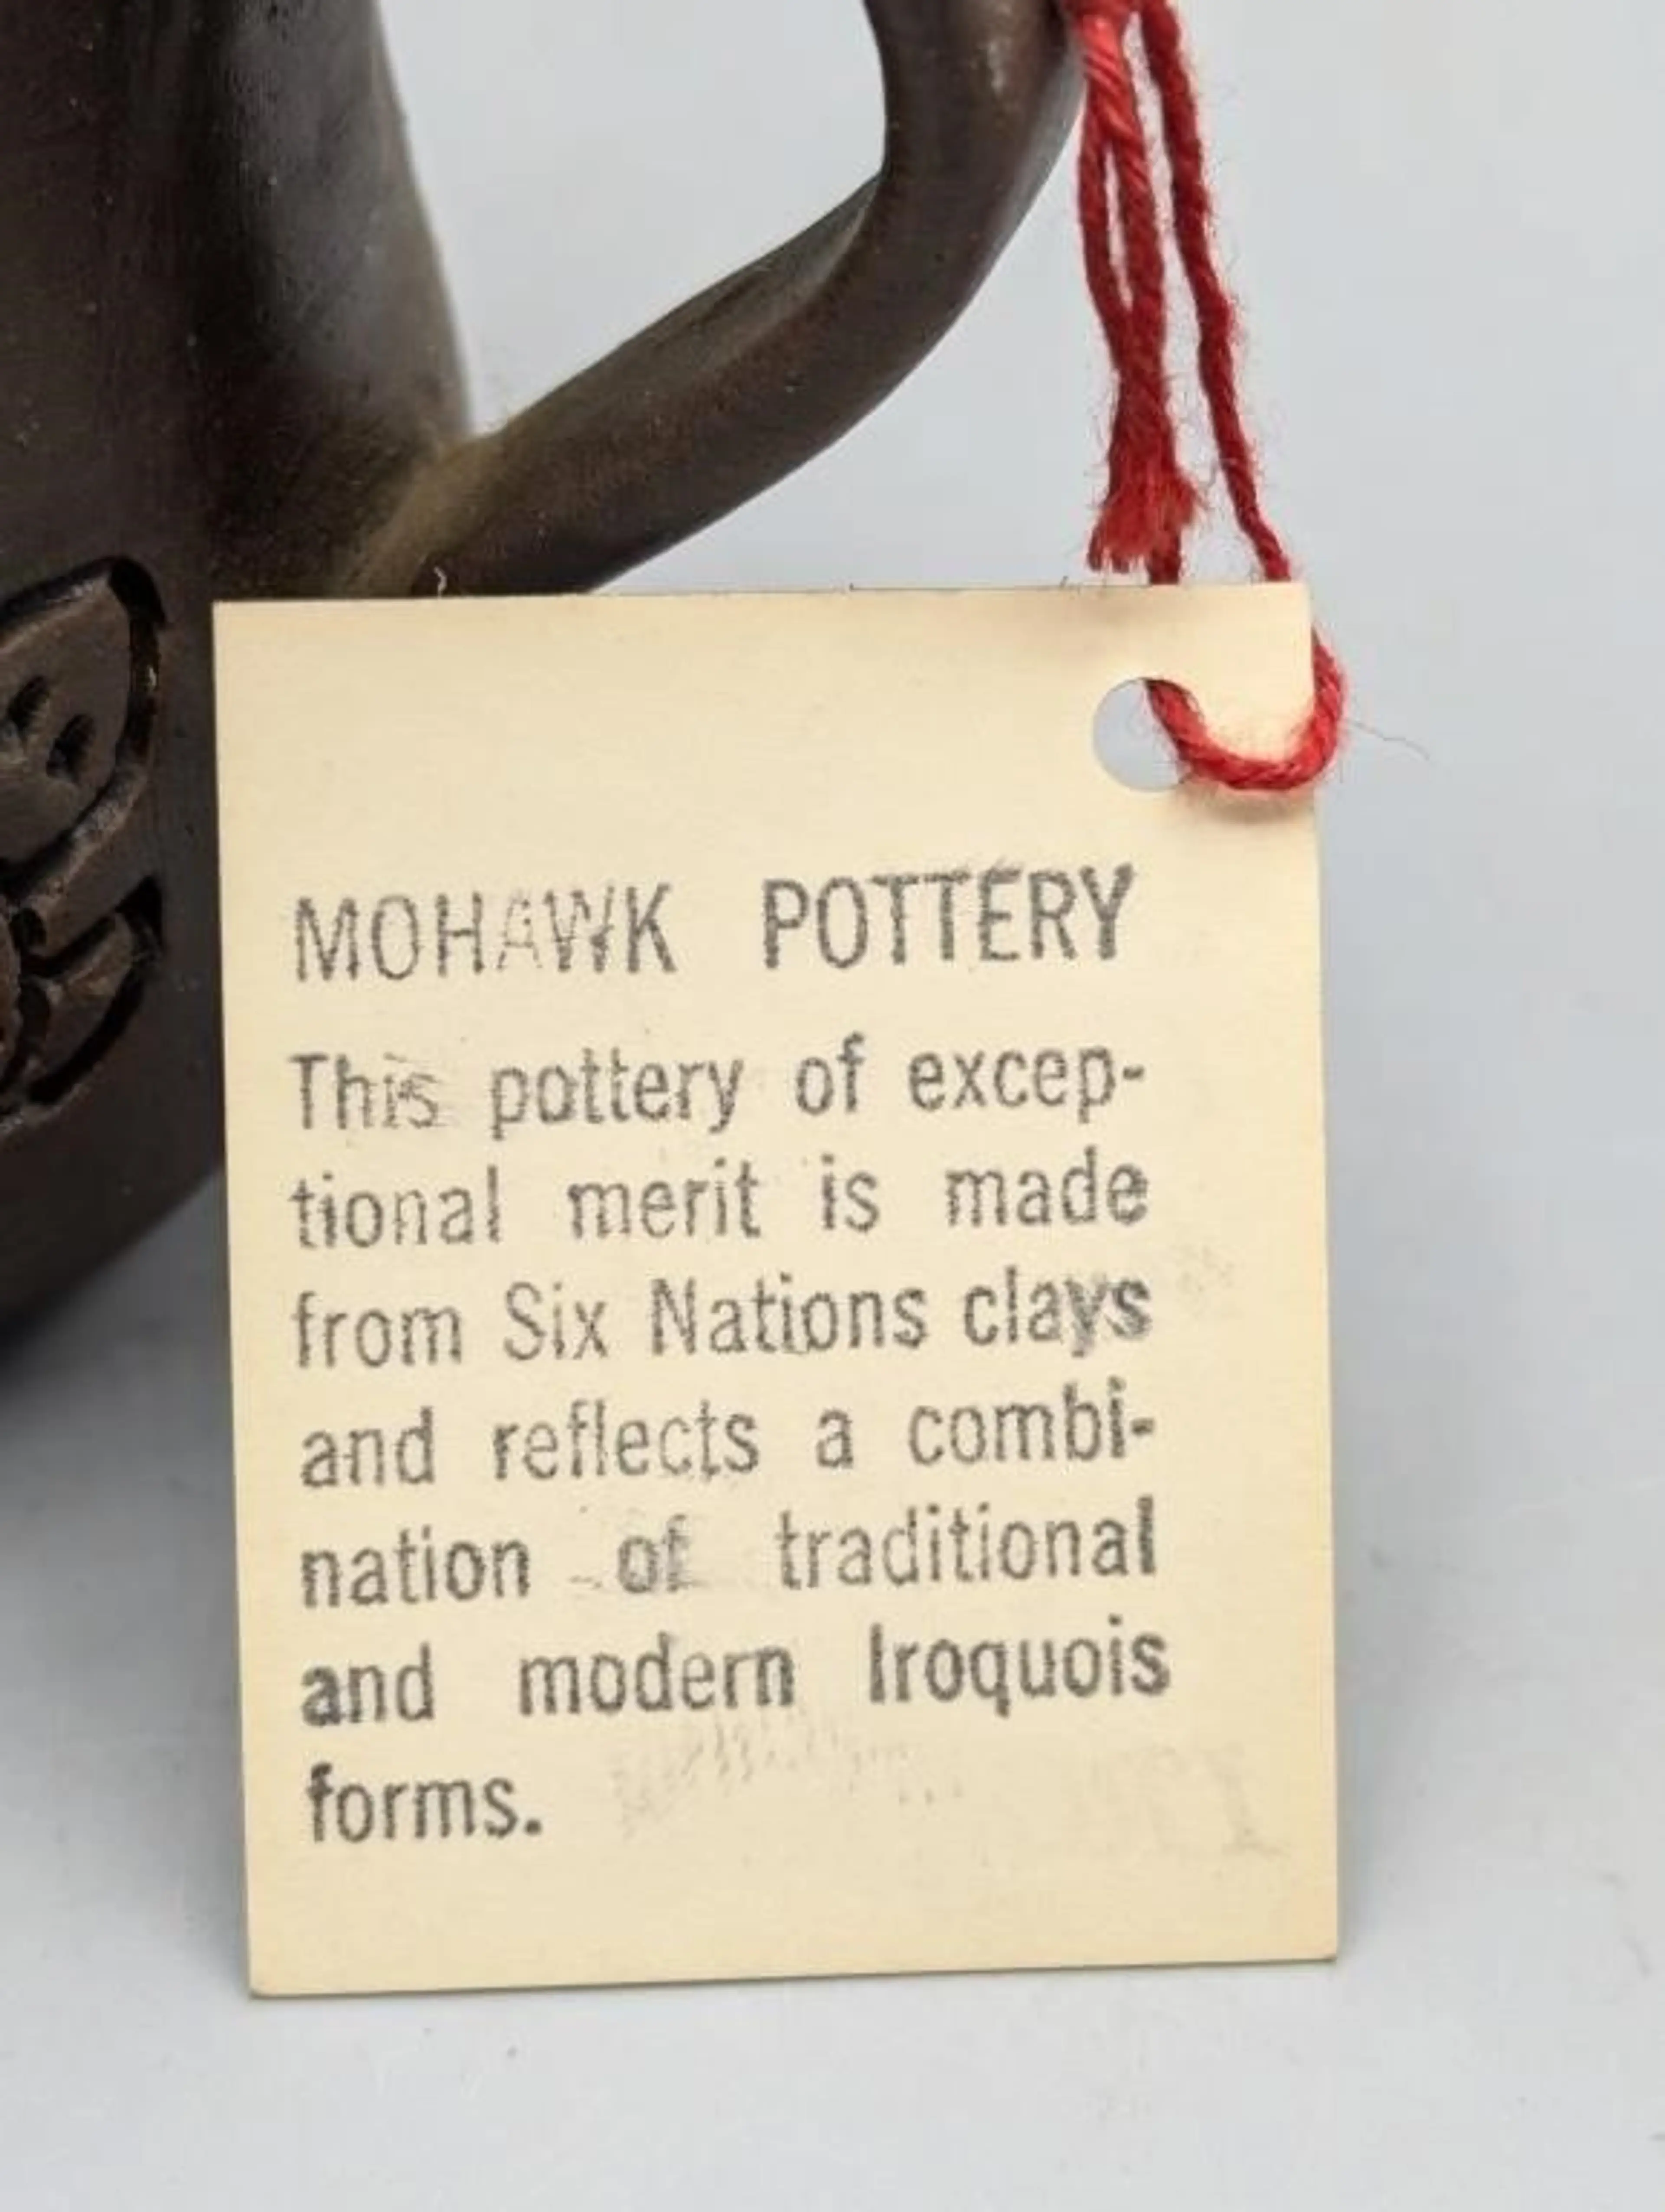 MOHAWK POTTERY
This pottery of excep-
tional merit is made
from Six Nations clays
and reflects a combi-
nation of traditional
and modern Iroquois
forms.